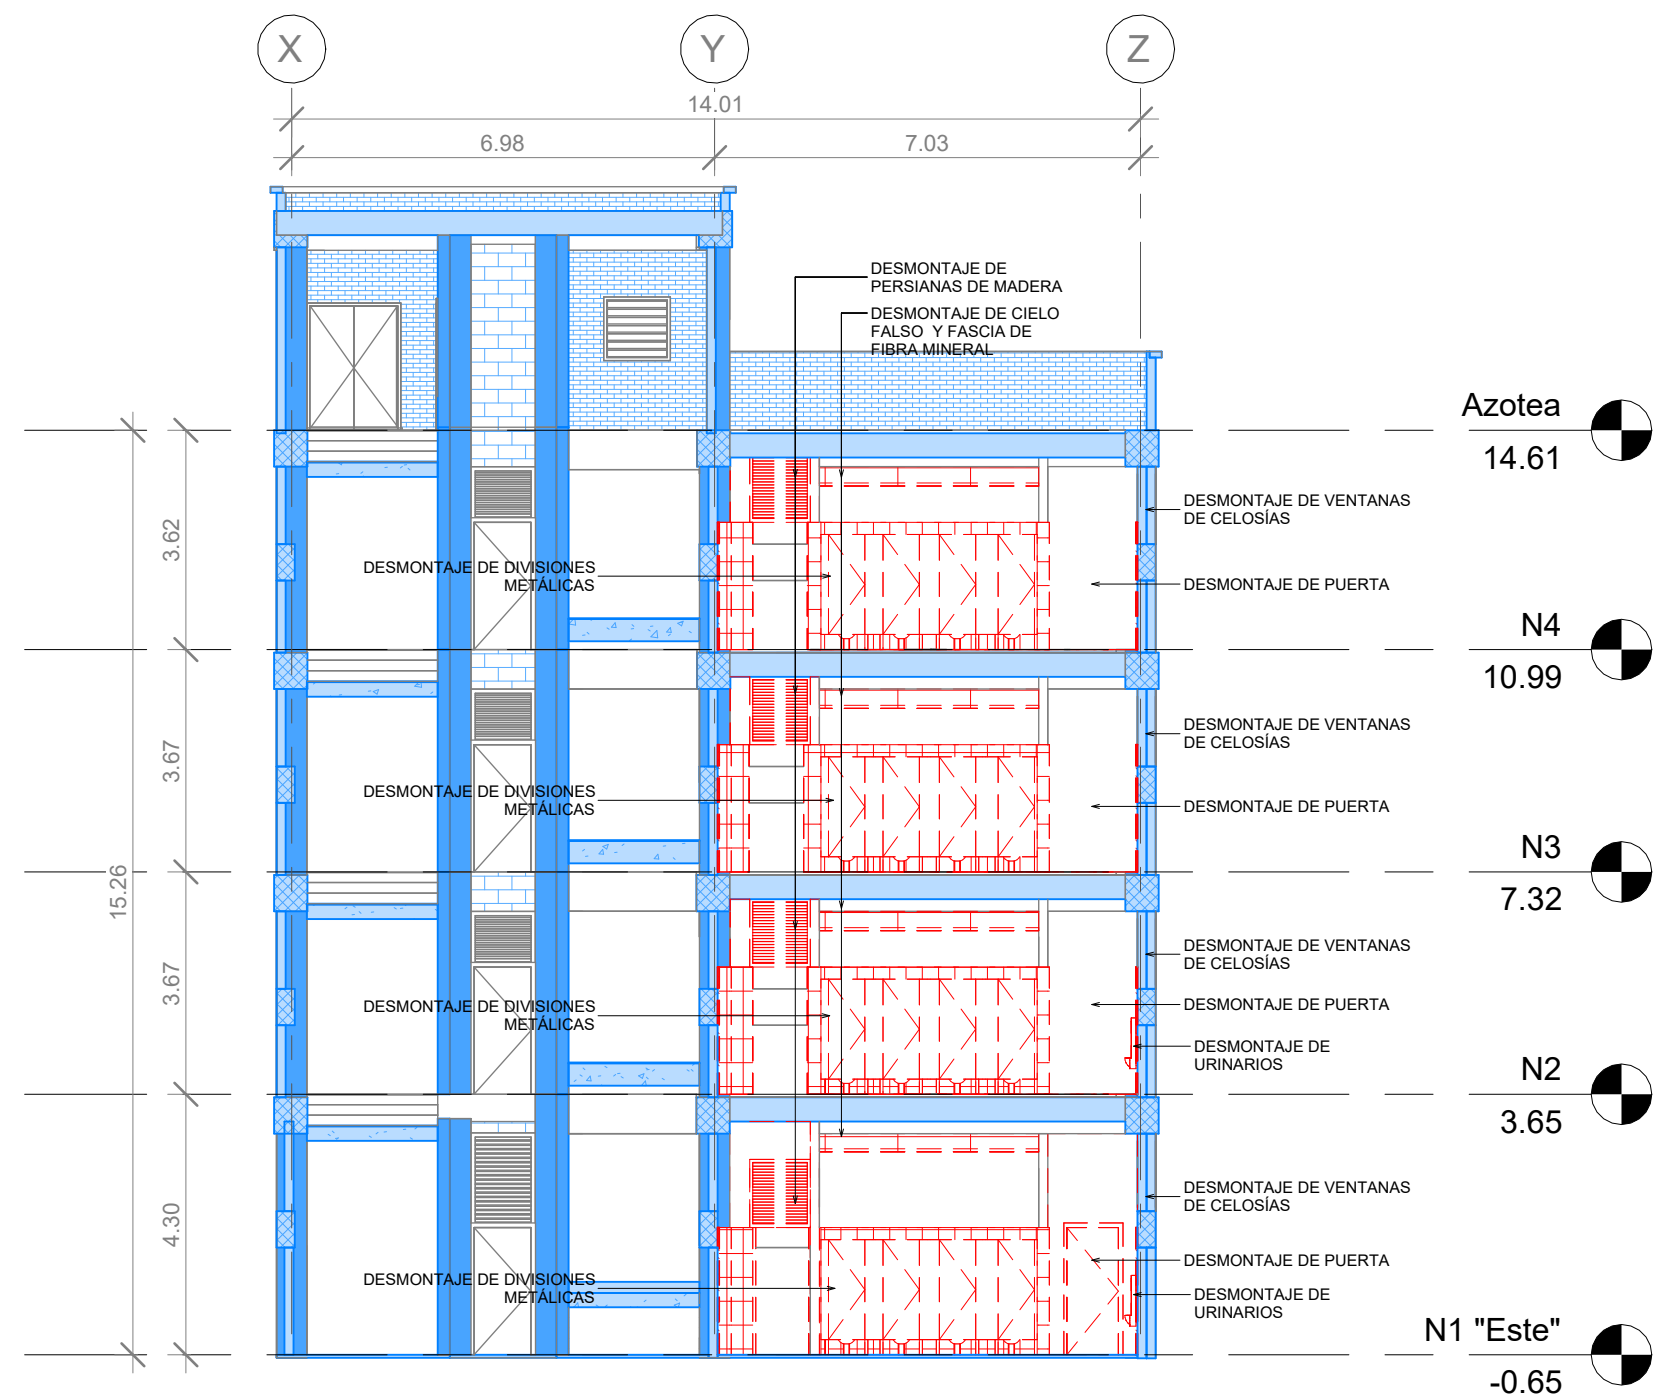 X
Y
Z
14.01
6.98
7.03
DESMONTAJE DE
PERSIANAS DE MADERA
DESMONTAJE DE CIELO
FALSO Y FASCIA DE
FIBRA MINERAL
Azotea
14.61
DESMONTAJE DE VENTANAS
DE CELOSÍAS
3.62
DESMONTAJE DE DIVISIONES
METÁLICAS
DESMONTAJE DE PUERTA
N4
10.99
DESMONTAJE DE VENTANAS
DE CELOSÍAS
3.67
DESMONTAJE DE DIVISIONES
METÁLICAS
DESMONTAJE DE PUERTA
N3
7.32
15.26
DESMONTAJE DE VENTANAS
DE CELOSÍAS
3.67
DESMONTAJE DE DIVISIONES
METÁLICAS
DESMONTAJE DE PUERTA
DESMONTAJE DE
URINARIOS
N2
3.65
DESMONTAJE DE VENTANAS
DE CELOSÍAS
4.30
DESMONTAJE DE DIVISIONES
METÁLICAS
DESMONTAJE DE PUERTA
DESMONTAJE DE
URINARIOS
N1 "Este"
-0.65